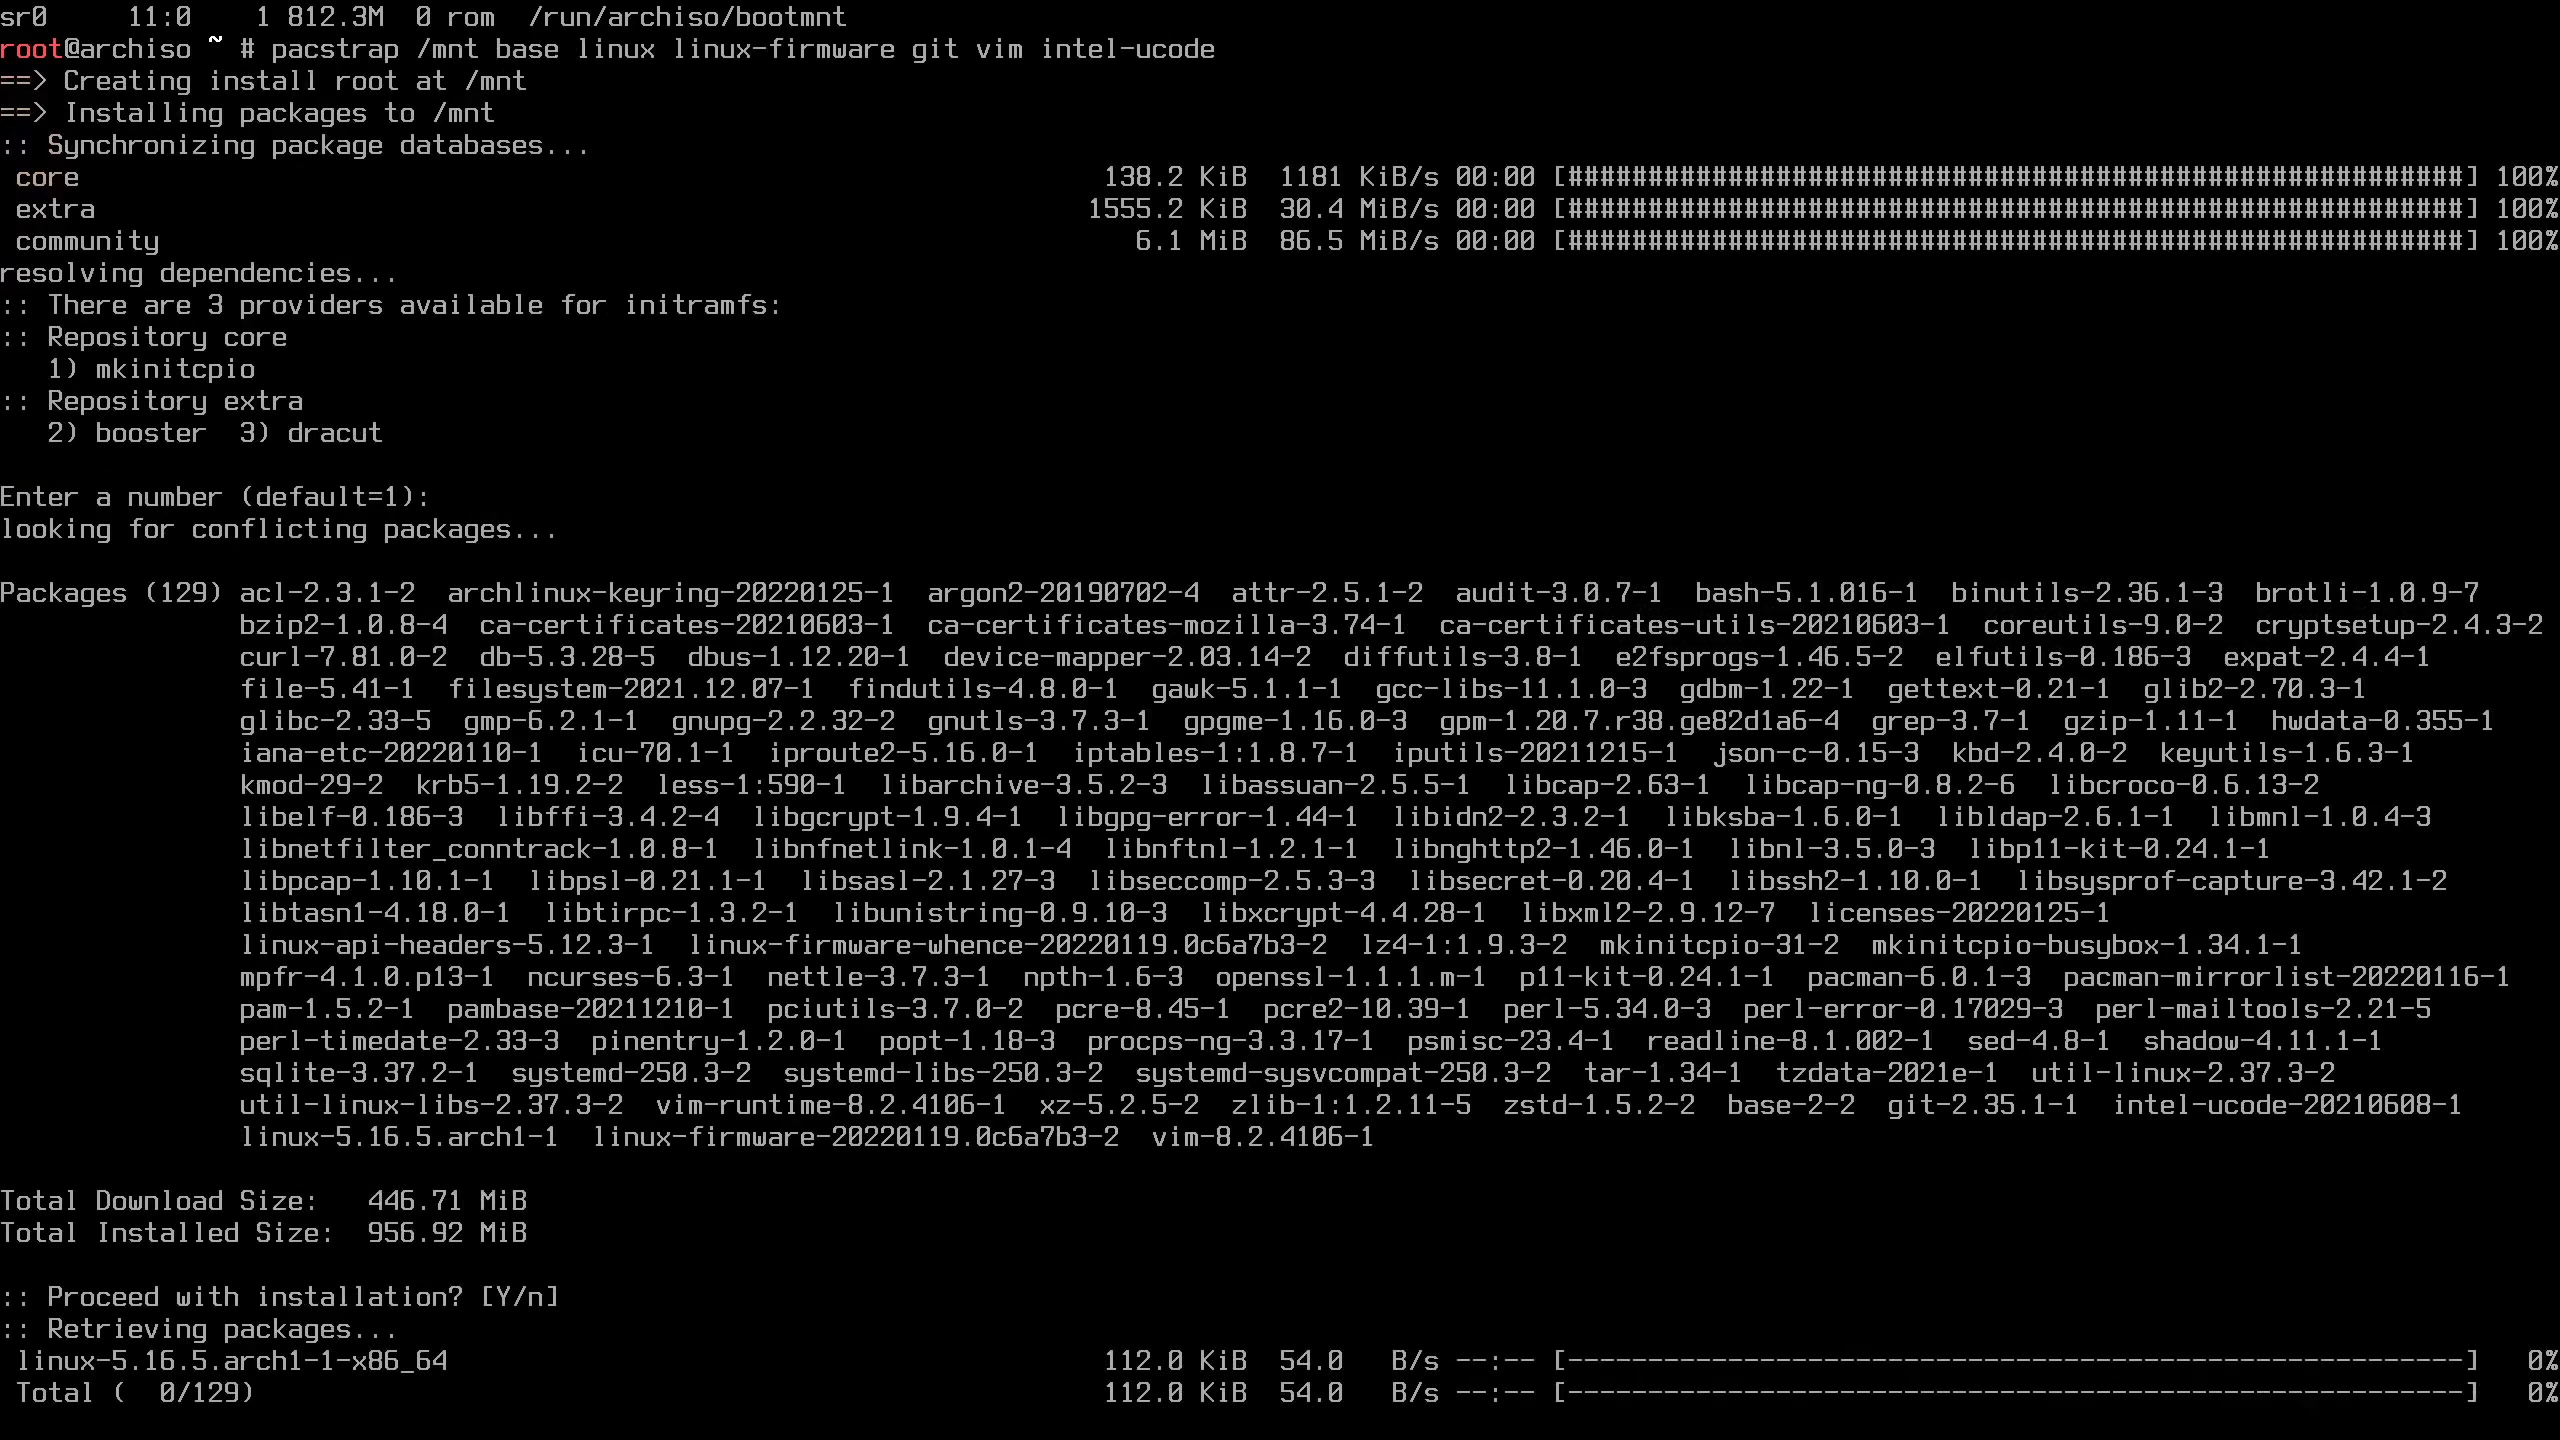 sr0     11:0    1 812.3M  0 rom  /run/archiso/bootmnt
root@archiso ~ # pacstrap /mnt base linux linux-firmware git vim intel-ucode
==> Creating install root at /mnt
==> Installing packages to /mnt
:: Synchronizing package databases...
 core 138.2 KiB  1181 KiB/s 00:00 [########################################################] 100%
 extra 1555.2 KiB  30.4 MiB/s 00:00 [########################################################] 100%
 community 6.1 MiB  86.5 MiB/s 00:00 [########################################################] 100%
resolving dependencies...
:: There are 3 providers available for initramfs:
:: Repository core
   1) mkinitcpio
:: Repository extra
   2) booster  3) dracut
Enter a number (default=1):
looking for conflicting packages...
Packages (129) acl-2.3.1-2  archlinux-keyring-20220125-1  argon2-20190702-4  attr-2.5.1-2  audit-3.0.7-1  bash-5.1.016-1  binutils-2.36.1-3  brotli-1.0.9-7
bzip2-1.0.8-4  ca-certificates-20210603-1  ca-certificates-mozilla-3.74-1  ca-certificates-utils-20210603-1  coreutils-9.0-2  cryptsetup-2.4.3-2
curl-7.81.0-2  db-5.3.28-5  dbus-1.12.20-1  device-mapper-2.03.14-2  diffutils-3.8-1  e2fsprogs-1.46.5-2  elfutils-0.186-3  expat-2.4.4-1
file-5.41-1  filesystem-2021.12.07-1  findutils-4.8.0-1  gawk-5.1.1-1  gcc-libs-11.1.0-3  gdbm-1.22-1  gettext-0.21-1  glib2-2.70.3-1
glibc-2.33-5  gmp-6.2.1-1  gnupg-2.2.32-2  gnutls-3.7.3-1  gpgme-1.16.0-3  gpm-1.20.7.r38.ge82d1a6-4  grep-3.7-1  gzip-1.11-1  hwdata-0.355-1
iana-etc-20220110-1  icu-70.1-1  iproute2-5.16.0-1  iptables-1:1.8.7-1  iputils-20211215-1  json-c-0.15-3  kbd-2.4.0-2  keyutils-1.6.3-1
kmod-29-2  krb5-1.19.2-2  less-1:590-1  libarchive-3.5.2-3  libassuan-2.5.5-1  libcap-2.63-1  libcap-ng-0.8.2-6  libcroco-0.6.13-2
libelf-0.186-3  libffi-3.4.2-4  libgcrypt-1.9.4-1  libgpg-error-1.44-1  libidn2-2.3.2-1  libksba-1.6.0-1  libldap-2.6.1-1  libmnl-1.0.4-3
libnetfilter_conntrack-1.0.8-1  libnfnetlink-1.0.1-4  libnftnl-1.2.1-1  libnghttp2-1.46.0-1  libnl-3.5.0-3  libp11-kit-0.24.1-1
libpcap-1.10.1-1  libpsl-0.21.1-1  libsasl-2.1.27-3  libseccomp-2.5.3-3  libsecret-0.20.4-1  libssh2-1.10.0-1  libsysprof-capture-3.42.1-2
libtasn1-4.18.0-1  libtirpc-1.3.2-1  libunistring-0.9.10-3  libxcrypt-4.4.28-1  libxml2-2.9.12-7  licenses-20220125-1
linux-api-headers-5.12.3-1  linux-firmware-whence-20220119.0c6a7b3-2  lz4-1:1.9.3-2  mkinitcpio-31-2  mkinitcpio-busybox-1.34.1-1
mpfr-4.1.0.p13-1  ncurses-6.3-1  nettle-3.7.3-1  npth-1.6-3  openssl-1.1.1.m-1  p11-kit-0.24.1-1  pacman-6.0.1-3  pacman-mirrorlist-20220116-1
pam-1.5.2-1  pambase-20211210-1  pciutils-3.7.0-2  pcre-8.45-1  pcre2-10.39-1  perl-5.34.0-3  perl-error-0.17029-3  perl-mailtools-2.21-5
perl-timedate-2.33-3  pinentry-1.2.0-1  popt-1.18-3  procps-ng-3.3.17-1  psmisc-23.4-1  readline-8.1.002-1  sed-4.8-1  shadow-4.11.1-1
sqlite-3.37.2-1  systemd-250.3-2  systemd-libs-250.3-2  systemd-sysvcompat-250.3-2  tar-1.34-1  tzdata-2021e-1  util-linux-2.37.3-2
util-linux-libs-2.37.3-2  vim-runtime-8.2.4106-1  xz-5.2.5-2  zlib-1:1.2.11-5  zstd-1.5.2-2  base-2-2  git-2.35.1-1  intel-ucode-20210608-1
linux-5.16.5.arch1-1  linux-firmware-20220119.0c6a7b3-2  vim-8.2.4106-1
Total Download Size:   446.71 MiB
Total Installed Size:  956.92 MiB
:: Proceed with installation? [Y/n]
:: Retrieving packages...
 linux-5.16.5.arch1-1-x86_64 112.0 KiB  54.0   B/s --:-- [--------------------------------------------------------]   0%
 Total (  0/129) 112.0 KiB  54.0   B/s --:-- [--------------------------------------------------------]   0%